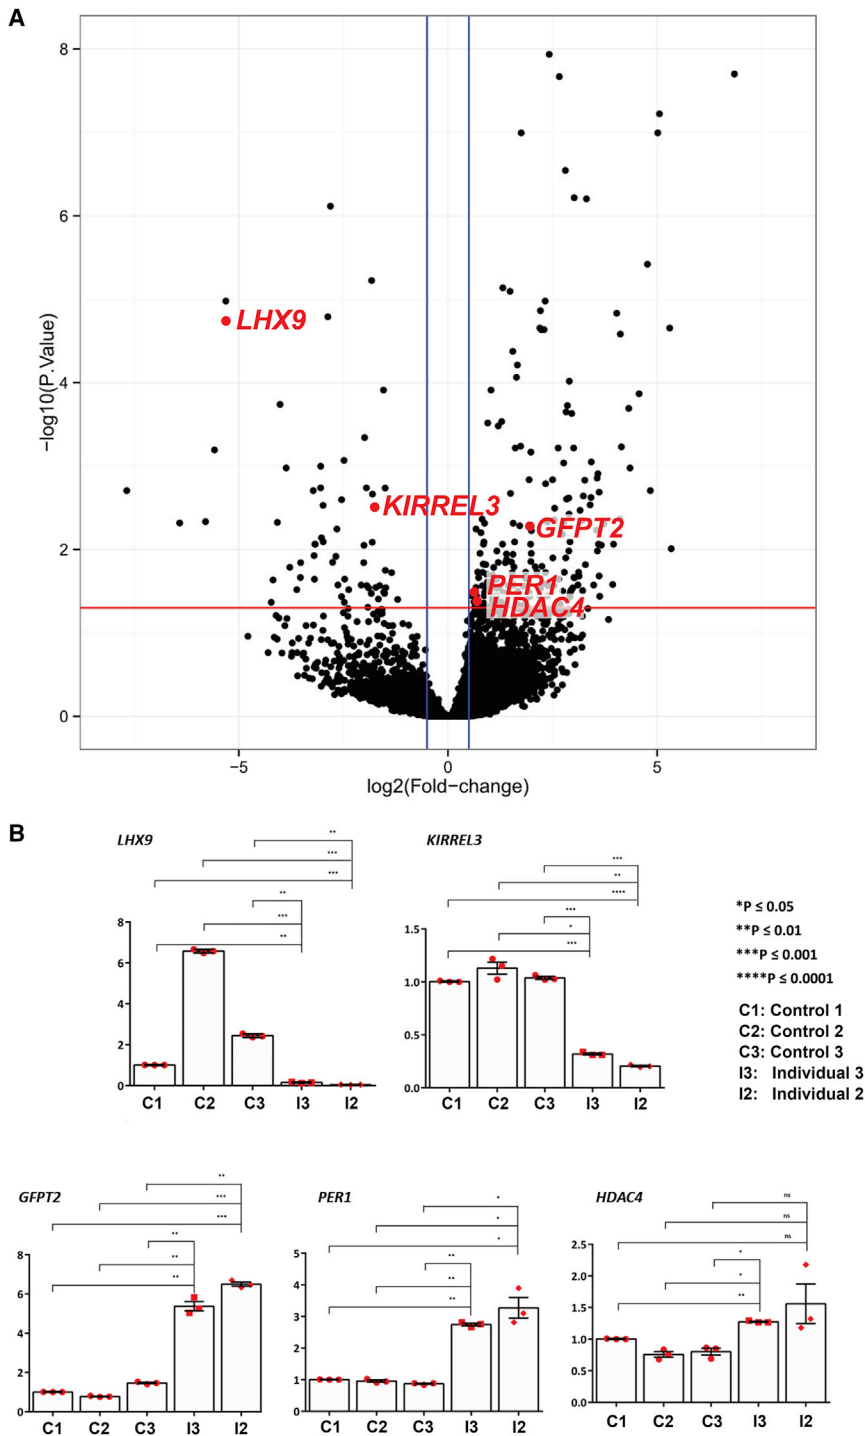 A
8
6
4
2
0
−log10(P.Value)
LHX9
KIRREL3
GFPT2
PER1
HDAC4
−5
0
5
log2(Fold−change)
B
LHX9
**
***
***
**
***
**
8
6
4
2
0
C1 C2 C3 I3 I2
KIRREL3
***
**
****
***
*
***
1.5
1.0
0.5
0.0
C1 C2 C3 I3 I2
*P ≤ 0.05
**P ≤ 0.01
***P ≤ 0.001
****P ≤ 0.0001
C1: Control 1
C2: Control 2
C3: Control 3
I3: Individual 3
I2: Individual 2
GFPT2
**
***
***
**
**
**
8
6
4
2
0
C1 C2 C3 I3 I2
PER1
*
*
*
**
**
**
5
4
3
2
1
0
C1 C2 C3 I3 I2
HDAC4
ns
ns
ns
*
*
**
2.5
2.0
1.5
1.0
0.5
0.0
C1 C2 C3 I3 I2